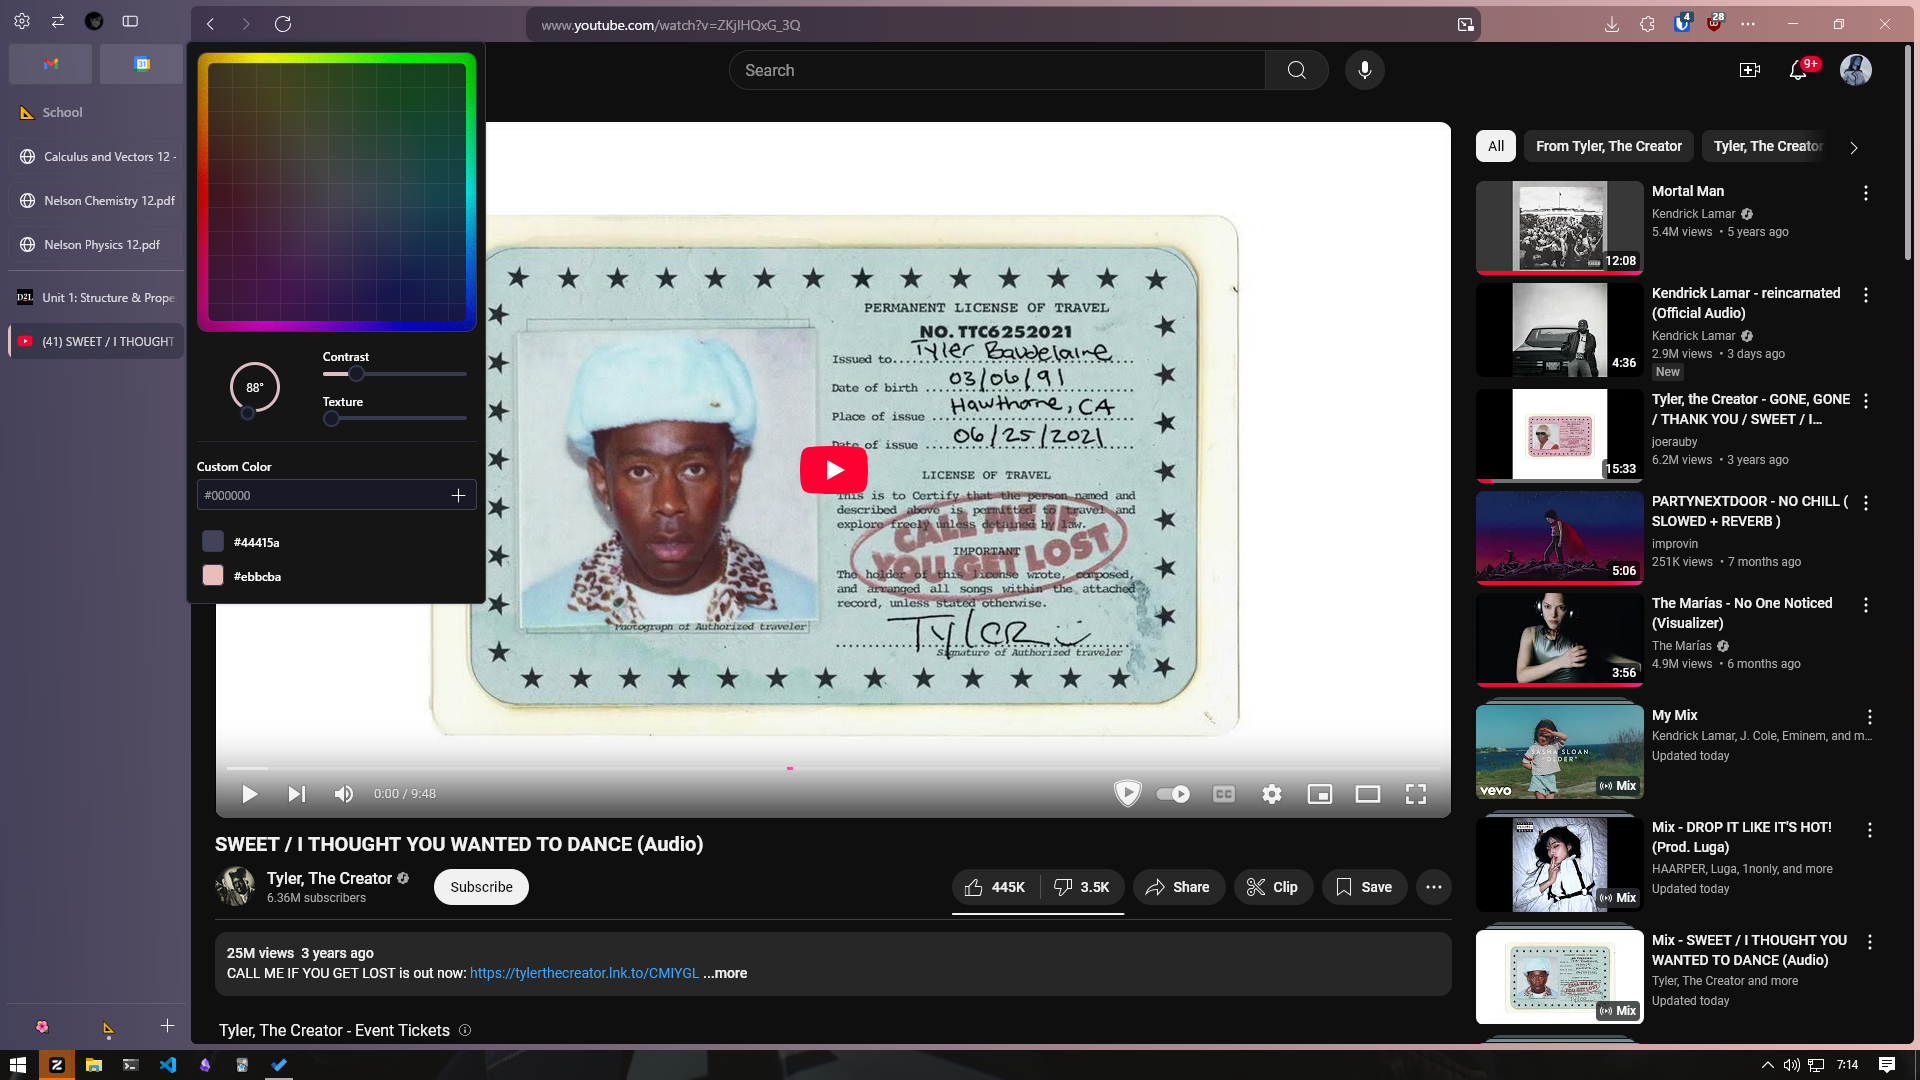 www.youtube.com/watch?v=ZKjIHQxG_3Q
4
28
31
School
Calculus and Vectors 12 -
Nelson Chemistry 12.pdf
Nelson Physics 12.pdf
D2L Unit 1: Structure & Prope
(41) SWEET / I THOUGHT
88°
Contrast
Texture
Custom Color
#000000
#44415a
#ebbcba
Search
9+
PERMANENT LICENSE OF TRAVEL
NO. TTC6252021
Issued to Tyler Baudelaire
Date of birth 03/06/91
Place of issue Hawthorne, CA
Date of issue 06/25/2021
LICENSE OF TRAVEL
This is to Certify that the person named and
described above is permitted to travel and
explore freely unless detained by law.
CALL ME IF
YOU GET LOST
IMPORTANT
The holder of this license wrote, composed,
and arranged all songs within the attached
record, unless stated otherwise.
TYLER
Photograph of Authorized traveler
Signature of Authorized traveler
0:00 / 9:48
CC
SWEET / I THOUGHT YOU WANTED TO DANCE (Audio)
Tyler, The Creator
6.36M subscribers
Subscribe
445K
3.5K
Share
Clip
Save
25M views 3 years ago
CALL ME IF YOU GET LOST is out now: https://tylerthecreator.lnk.to/CMIYGL ...more
Tyler, The Creator - Event Tickets
All
From Tyler, The Creator
Tyler, The Creator
12:08
Mortal Man
Kendrick Lamar
5.4M views • 5 years ago
4:36
Kendrick Lamar - reincarnated
(Official Audio)
Kendrick Lamar
2.9M views • 3 days ago
New
15:33
Tyler, the Creator - GONE, GONE
/ THANK YOU / SWEET / I...
joerauby
6.2M views • 3 years ago
5:06
PARTYNEXTDOOR - NO CHILL (
SLOWED + REVERB )
improvin
251K views • 7 months ago
3:56
The Marías - No One Noticed
(Visualizer)
The Marías
4.9M views • 6 months ago
SASHA SLOAN
"OLDER"
vevo
Mix
My Mix
Kendrick Lamar, J. Cole, Eminem, and m...
Updated today
Mix
Mix - DROP IT LIKE IT'S HOT!
(Prod. Luga)
HAARPER, Luga, 1nonly, and more
Updated today
Mix
Mix - SWEET / I THOUGHT YOU
WANTED TO DANCE (Audio)
Tyler, The Creator and more
Updated today
7:14